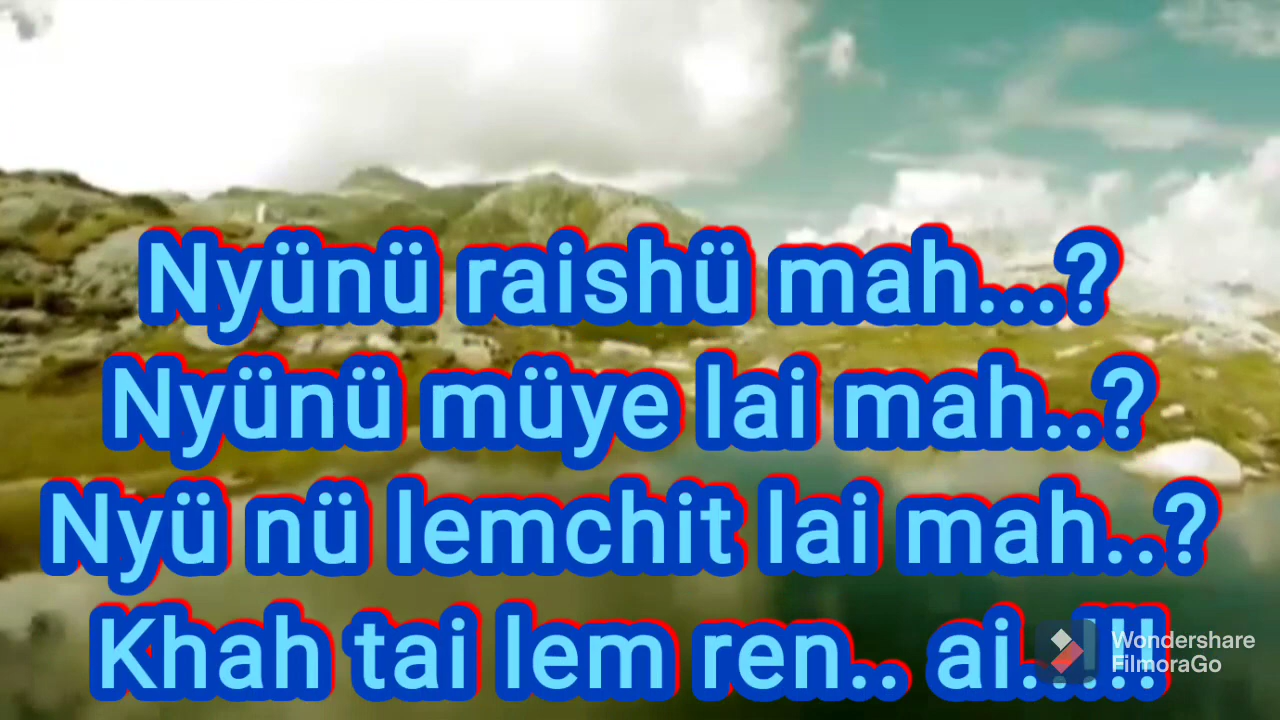 Nyünü raishü mah...?
Nyünü müye lai mah..?
Nyü nü lemchit lai mah..?
Khah tai lem ren.. ai...!!!
Wondershare
FilmoraGo